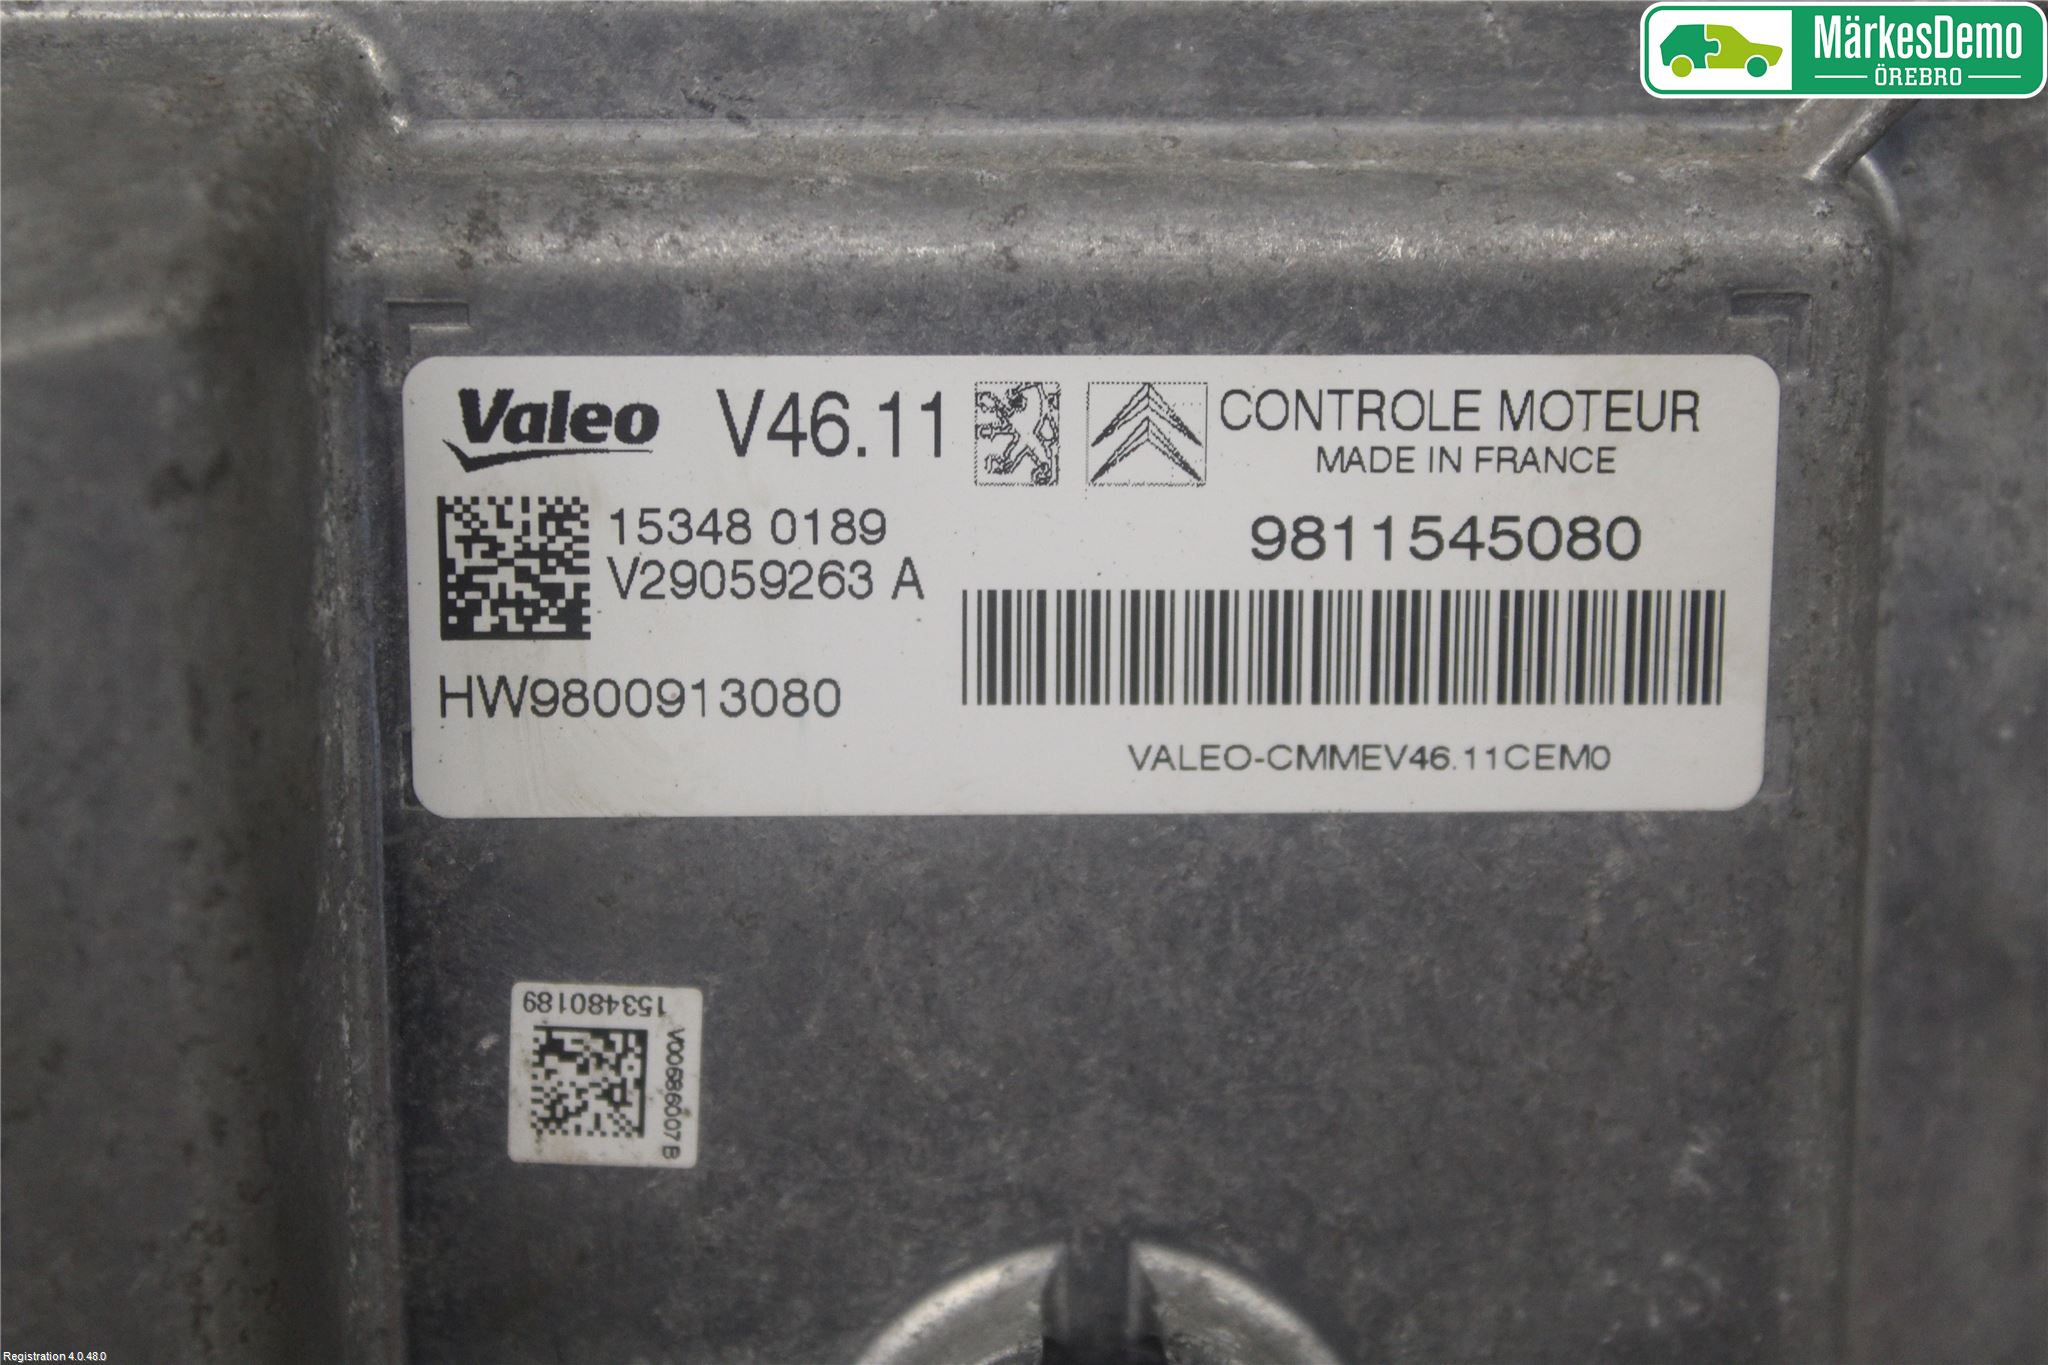 MärkesDemo
ÖREBRO
Valeo V46.11 CONTROLE MOTEUR
MADE IN FRANCE
15348 0189
9811545080
V29059263 A
HW9800913080
VALEO-CMMEV46.11CEM0
153480189
V00686007B
Registration 4.0.48.0